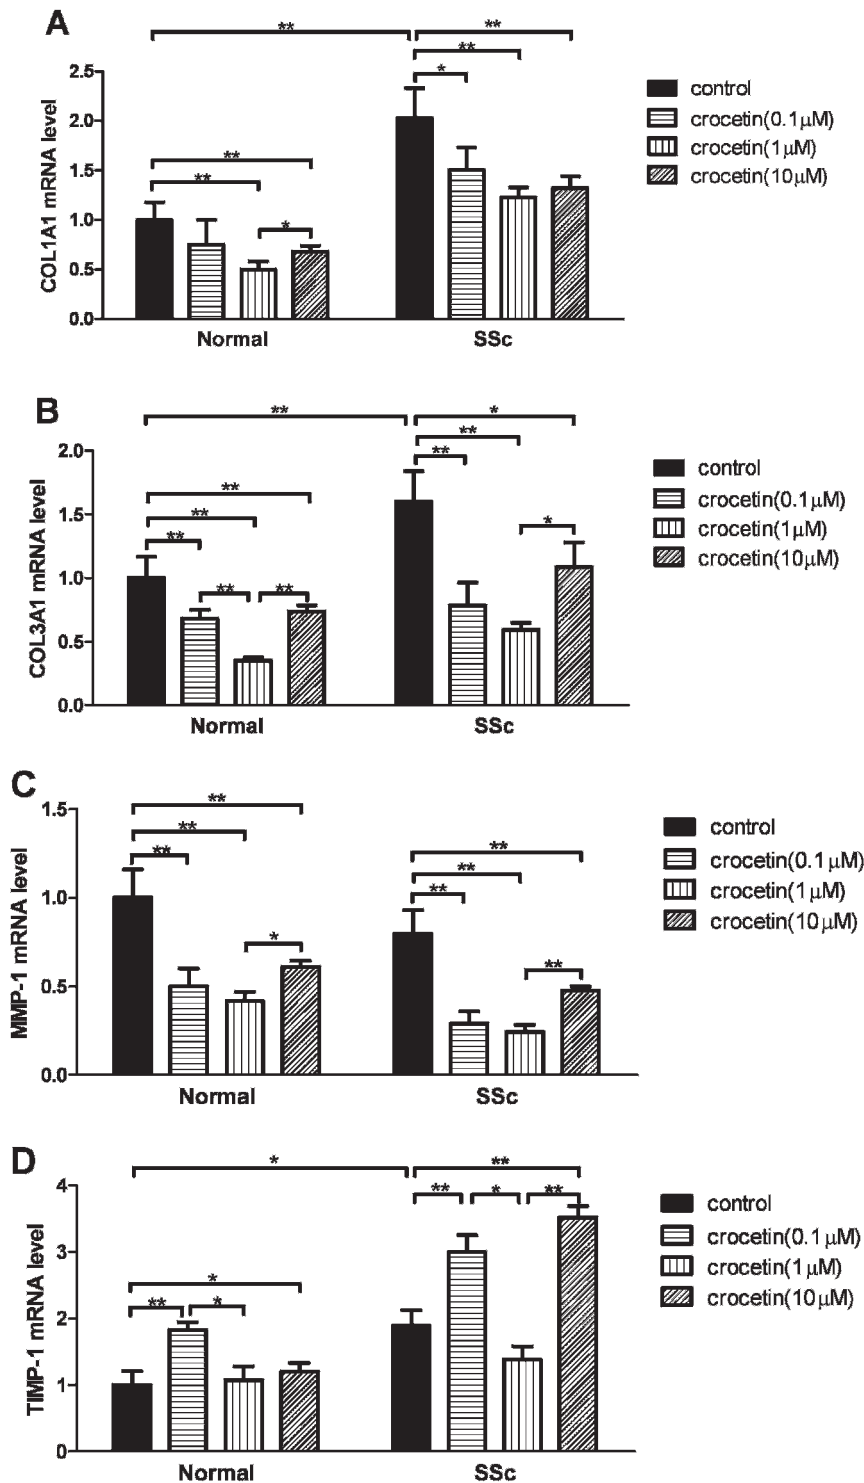 A
**
**
**
*
2.5
2.0
1.5
1.0
0.5
0.0
COL1A1 mRNA level
**
**
*
Normal
SSc
control
crocetin(0.1μM)
crocetin(1μM)
crocetin(10μM)
B
**
*
**
**
2.0
1.5
1.0
0.5
0.0
COL3A1 mRNA level
**
**
**
**
**
*
Normal
SSc
control
crocetin(0.1μM)
crocetin(1μM)
crocetin(10μM)
C
1.5
1.0
0.5
0.0
MMP-1 mRNA level
**
**
**
*
**
**
**
**
Normal
SSc
control
crocetin(0.1μM)
crocetin(1μM)
crocetin(10μM)
D
*
**
**
*
**
4
3
2
1
0
TIMP-1 mRNA level
*
**
*
Normal
SSc
control
crocetin(0.1μM)
crocetin(1μM)
crocetin(10μM)